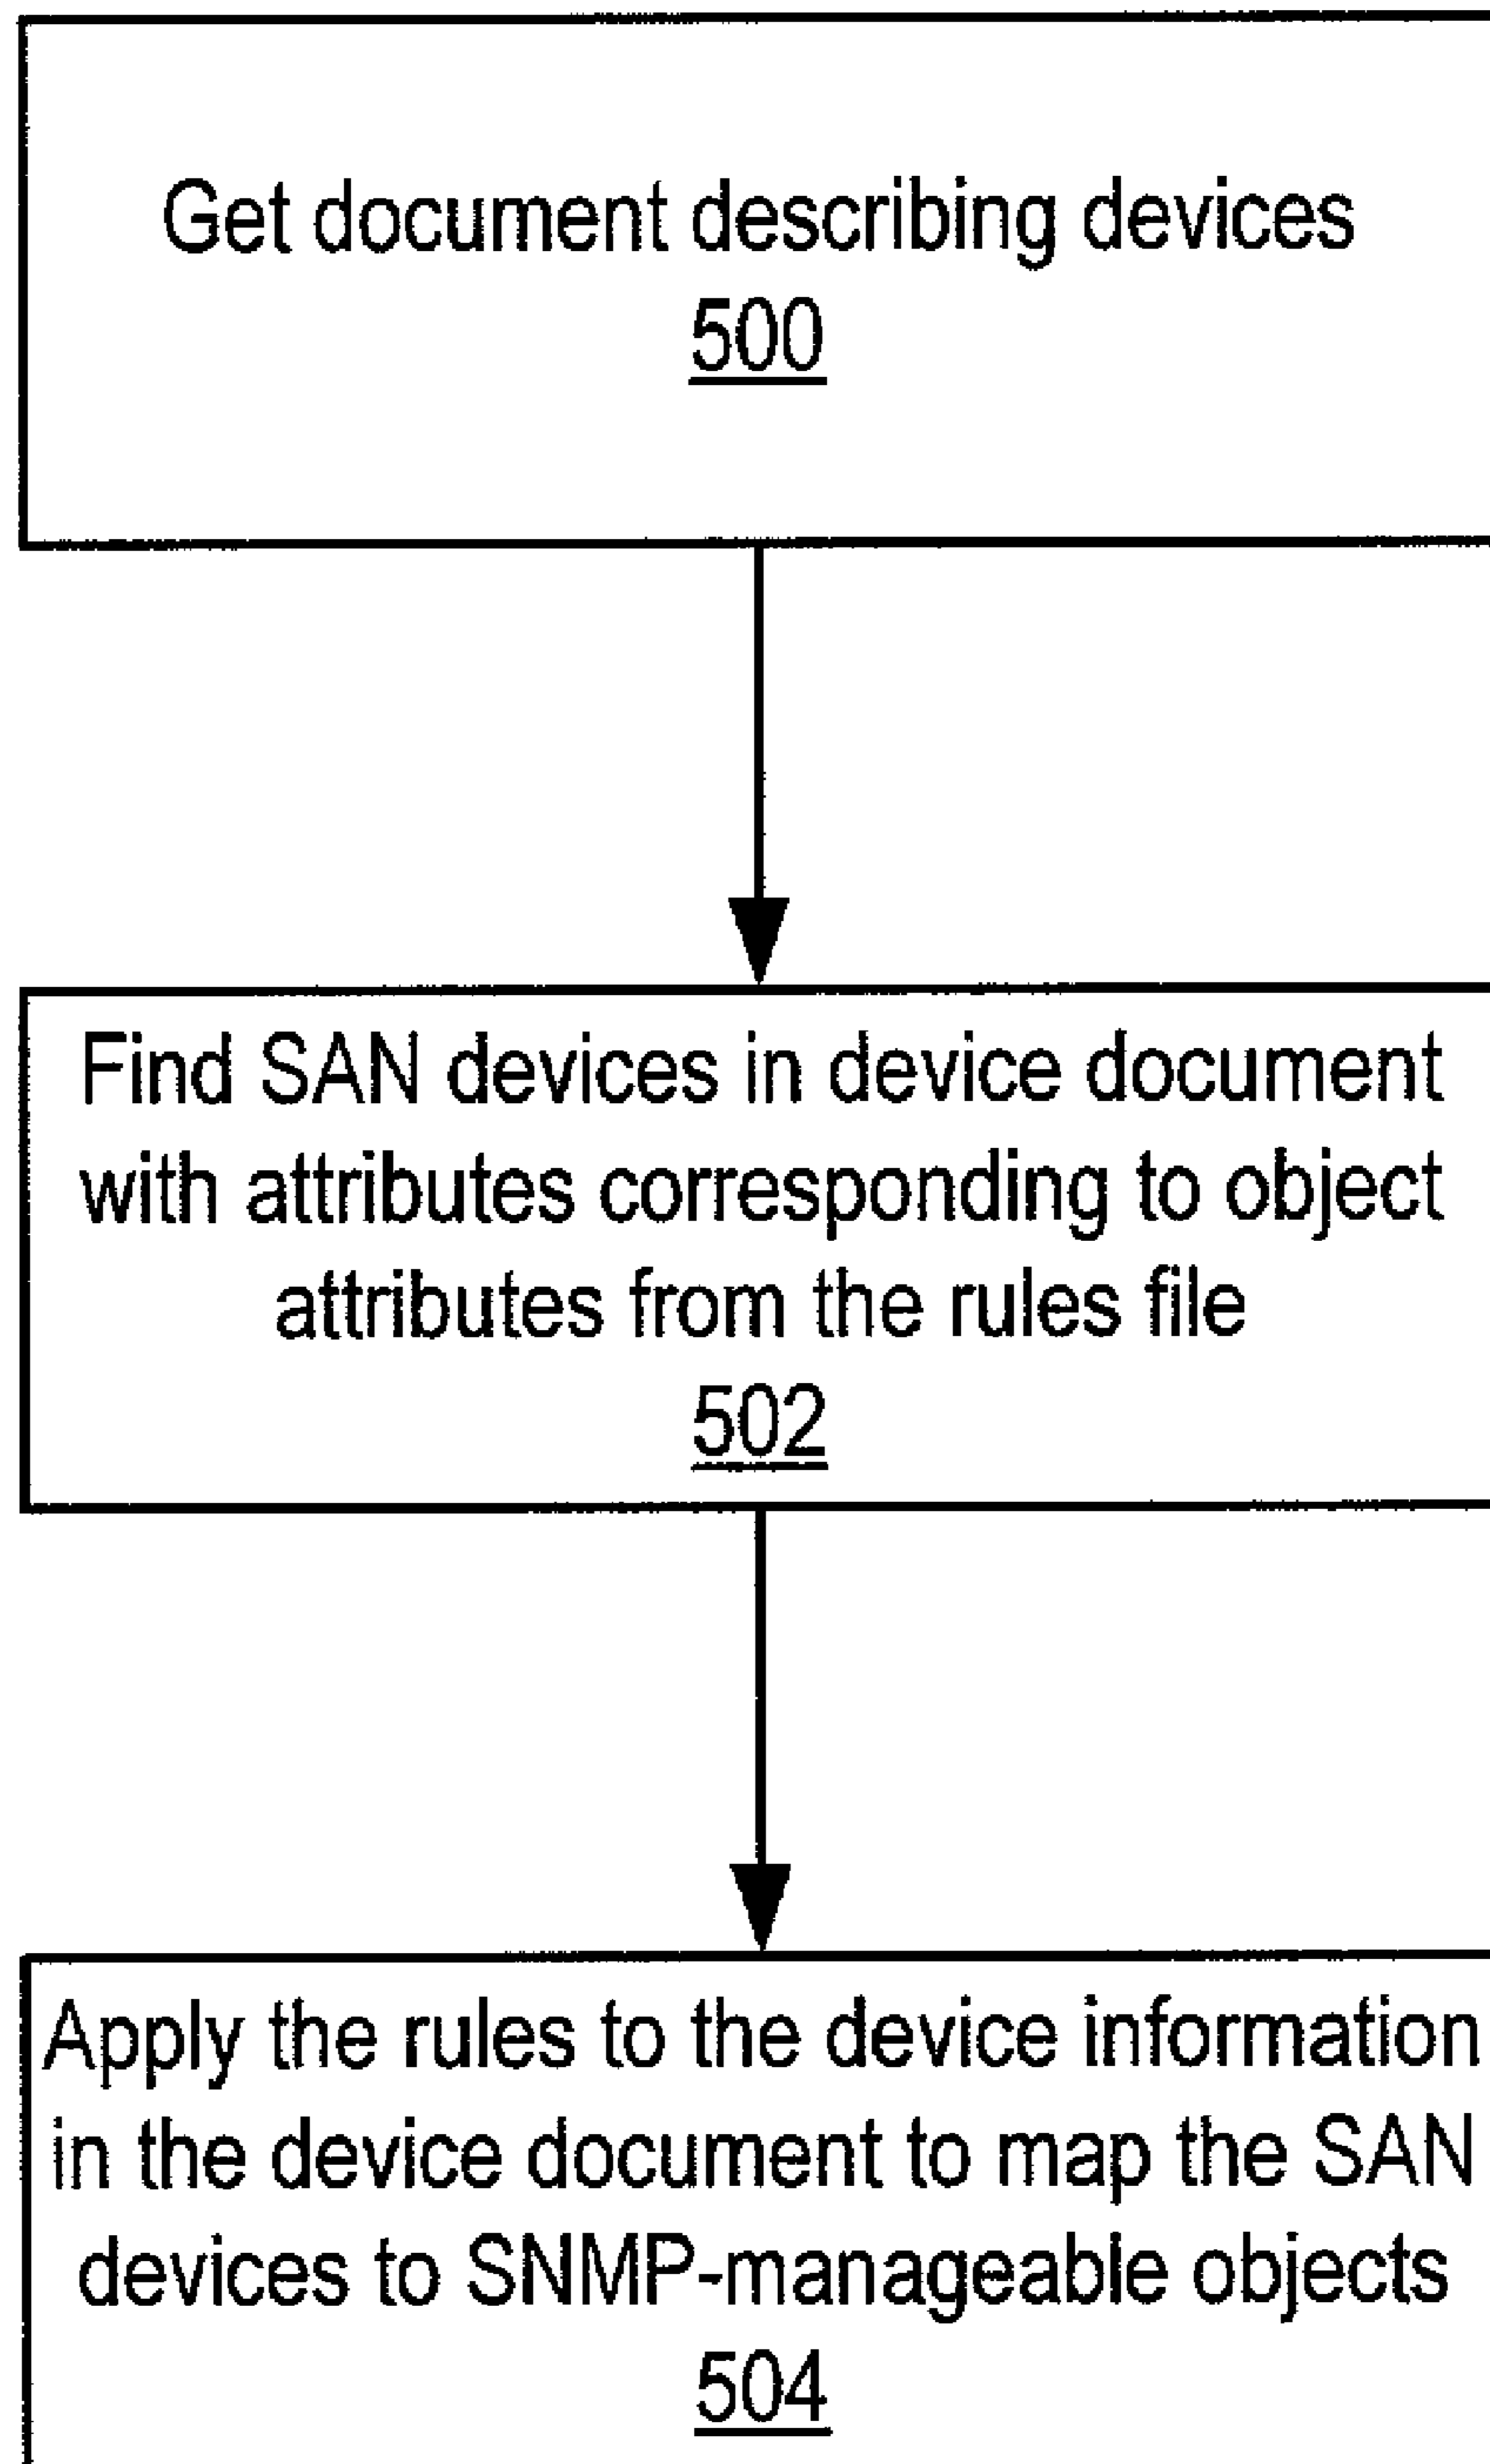 Get document describing devices
500
Find SAN devices in device document
with attributes corresponding to object
attributes from the rules file
502
Apply the rules to the device information
in the device document to map the SAN
devices to SNMP-manageable objects
504